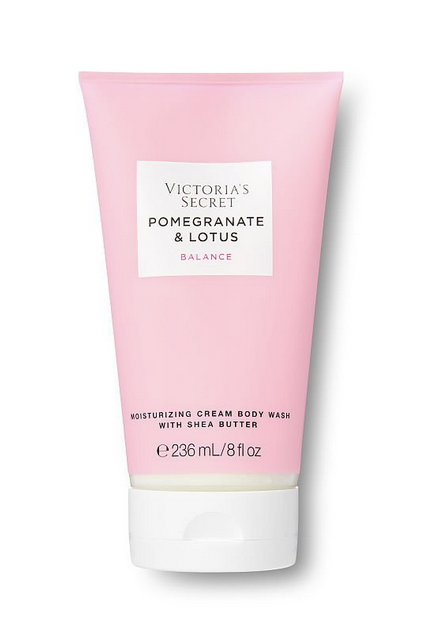 VICTORIA'S
SECRET
POMEGRANATE
& LOTUS
BALANCE
MOISTURIZING CREAM BODY WASH
WITH SHEA BUTTER
℮ 236 mL/8 fl oz